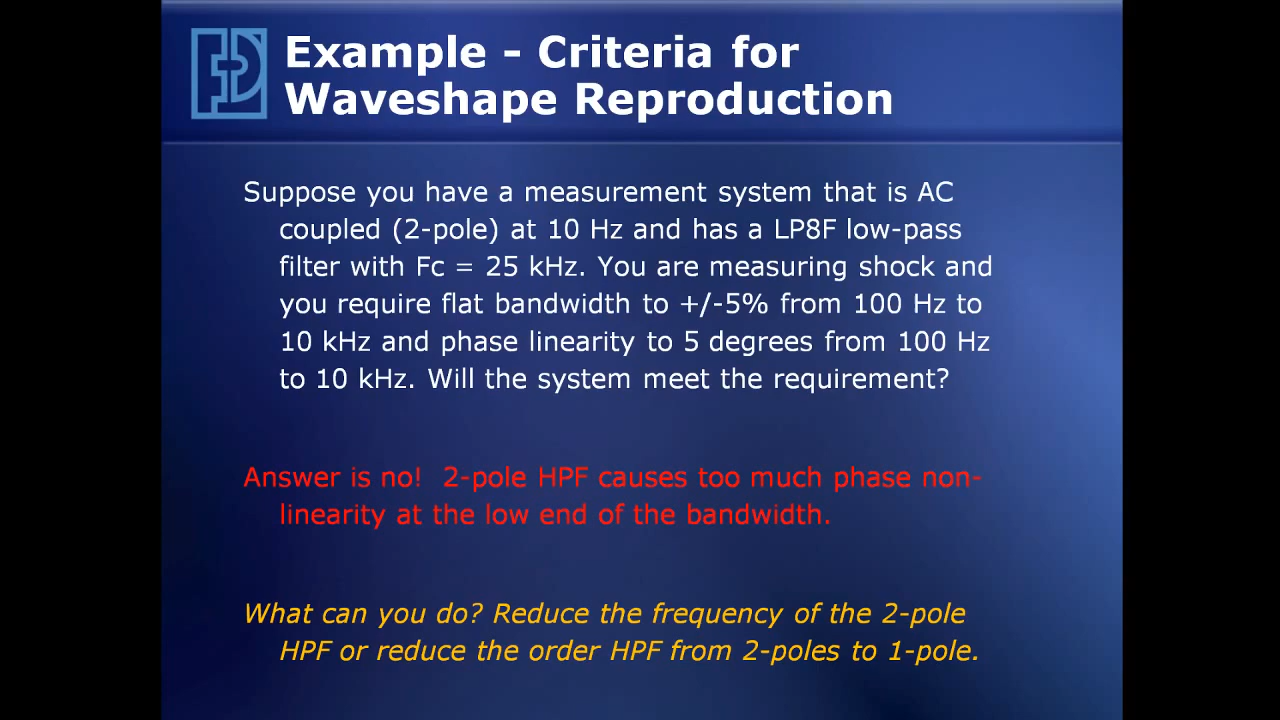 Example - Criteria for
Waveshape Reproduction
Suppose you have a measurement system that is AC
coupled (2-pole) at 10 Hz and has a LP8F low-pass
filter with Fc = 25 kHz. You are measuring shock and
you require flat bandwidth to +/-5% from 100 Hz to
10 kHz and phase linearity to 5 degrees from 100 Hz
to 10 kHz. Will the system meet the requirement?
Answer is no!  2-pole HPF causes too much phase non-
linearity at the low end of the bandwidth.
What can you do? Reduce the frequency of the 2-pole
HPF or reduce the order HPF from 2-poles to 1-pole.